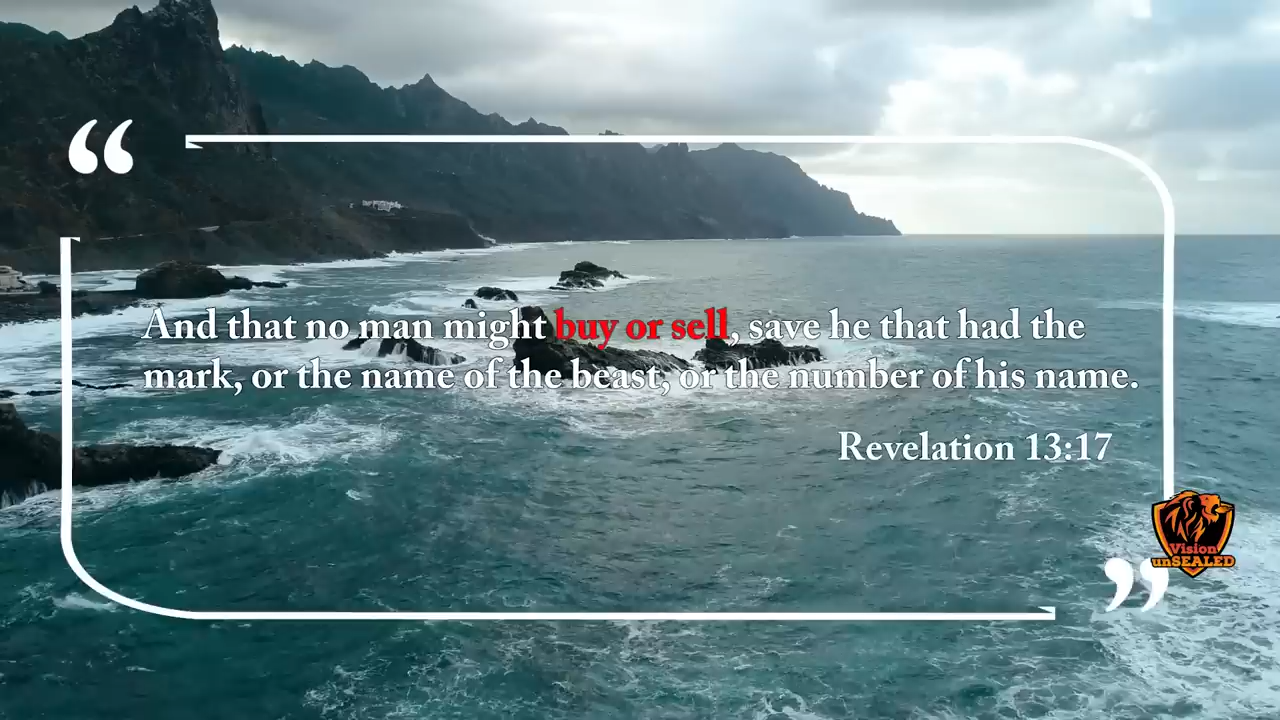 “
And that no man might buy or sell, save he that had the
mark, or the name of the beast, or the number of his name.
Revelation 13:17
Vision
unSEALED
”